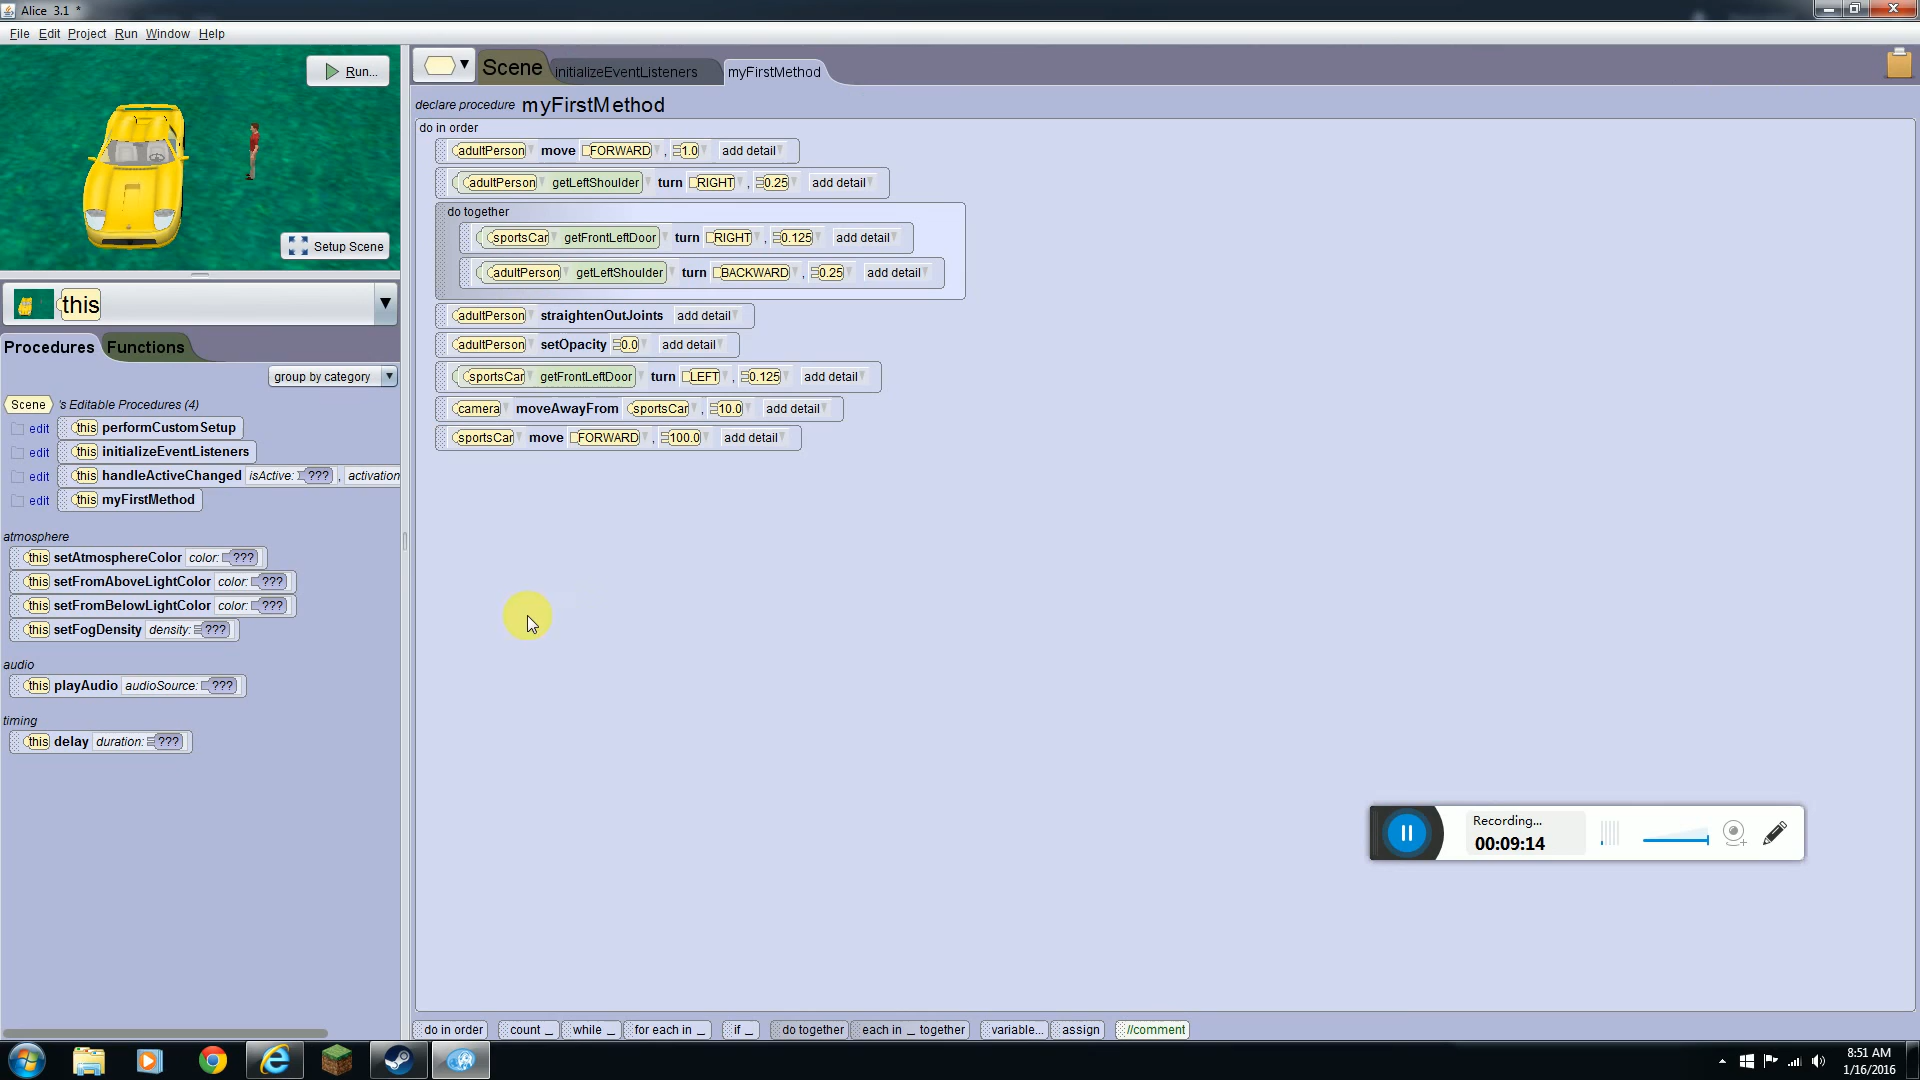 Alice 3.1 *
File Edit Project Run Window Help
Run...
Setup Scene
this
Procedures Functions
group by category
Scene 's Editable Procedures (4)
edit this performCustomSetup
edit this initializeEventListeners
edit this handleActiveChanged isActive: ??? , activation
edit this myFirstMethod
atmosphere
this setAtmosphereColor color: ???
this setFromAboveLightColor color: ???
this setFromBelowLightColor color: ???
this setFogDensity density: ???
audio
this playAudio audioSource: ???
timing
this delay duration: ???
Scene initializeEventListeners myFirstMethod
declare procedure myFirstMethod
do in order
adultPerson move FORWARD , 1.0 add detail
adultPerson getLeftShoulder turn RIGHT , 0.25 add detail
do together
sportsCar getFrontLeftDoor turn RIGHT , 0.125 add detail
adultPerson getLeftShoulder turn BACKWARD , 0.25 add detail
adultPerson straightenOutJoints add detail
adultPerson setOpacity 0.0 add detail
sportsCar getFrontLeftDoor turn LEFT , 0.125 add detail
camera moveAwayFrom sportsCar , 10.0 add detail
sportsCar move FORWARD , 100.0 add detail
Recording...
00:09:14
do in order count _ while _ for each in _ if _ do together each in _ together variable... assign //comment
8:51 AM
1/16/2016